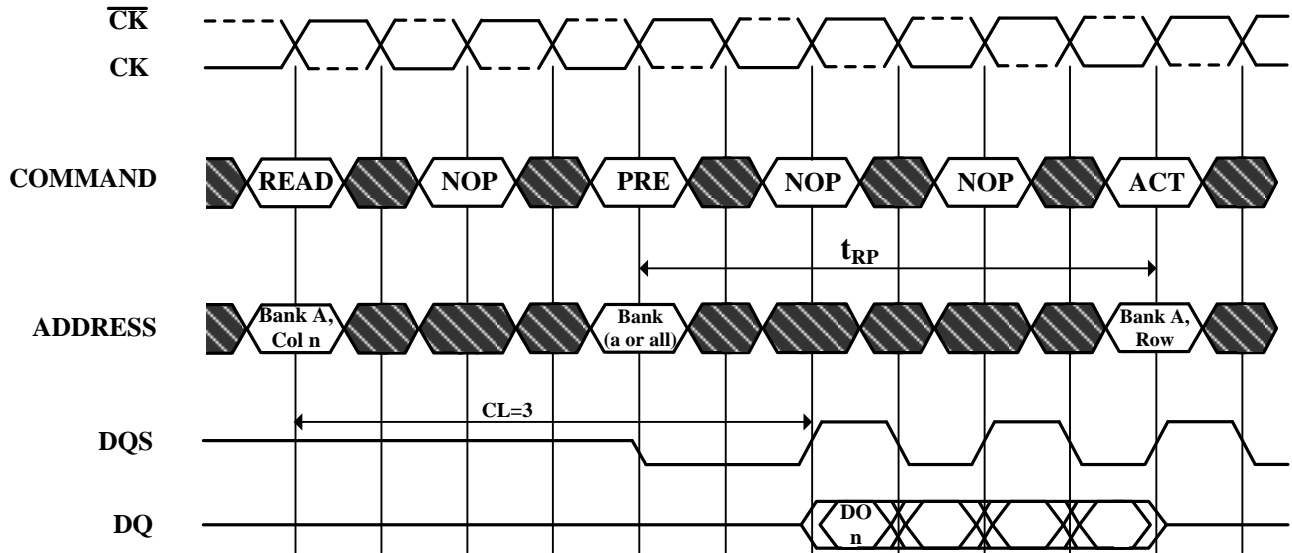 CK
CK
COMMAND
READ
NOP
PRE
NOP
NOP
ACT
tRP
ADDRESS
Bank A,
Col n
Bank
(a or all)
Bank A,
Row
CL=3
DQS
DQ
DO
n